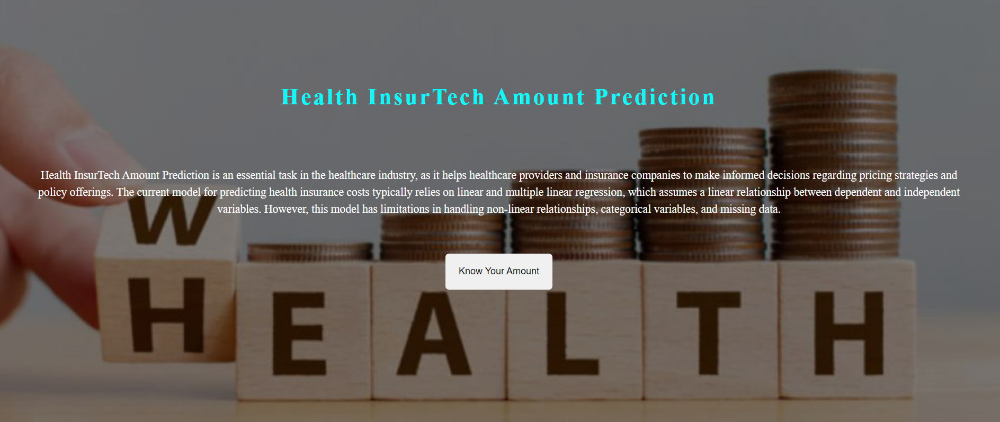 Health InsurTech Amount Prediction
Health InsurTech Amount Prediction is an essential task in the healthcare industry, as it helps healthcare providers and insurance companies to make informed decisions regarding pricing strategies and
policy offerings. The current model for predicting health insurance costs typically relies on linear and multiple linear regression, which assumes a linear relationship between dependent and independent
variables. However, this model has limitations in handling non-linear relationships, categorical variables, and missing data.
W
Know Your Amount
H E A L T H